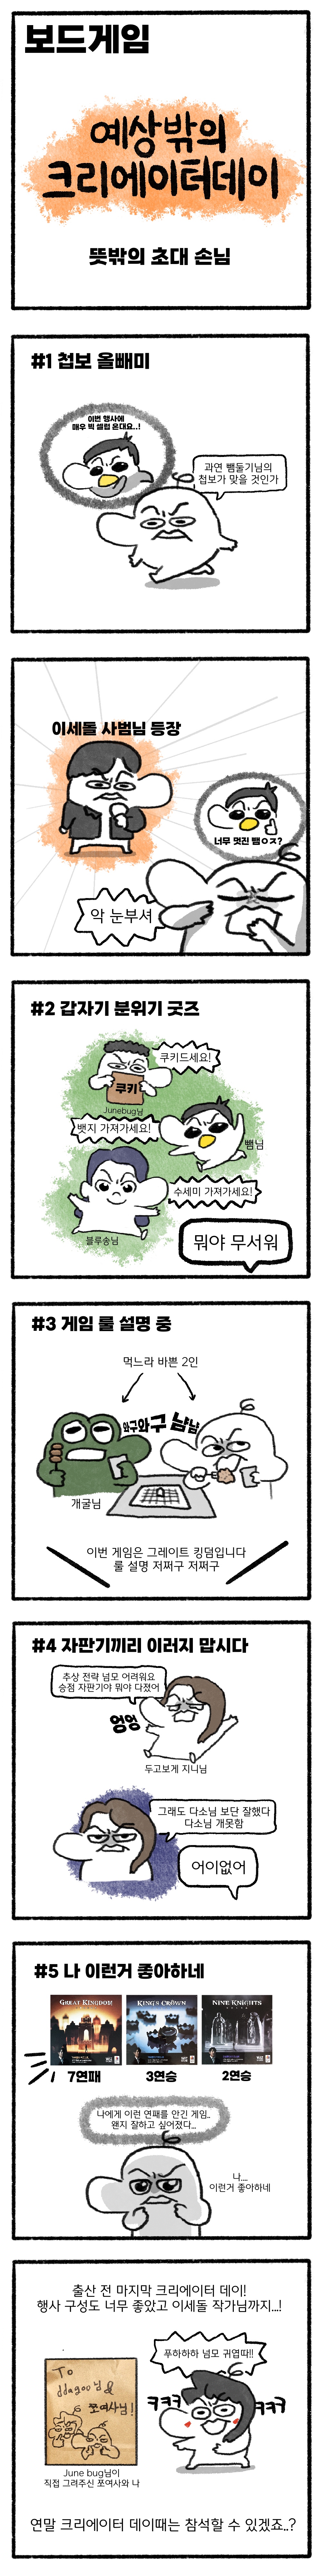 보드게임
예상밖의
크리에이터데이
뜻밖의 초대 손님
#1 첩보 올빼미
이번 행사에
매우 빅 셀럽 온대요..!
과연 뺌둘기님의
첩보가 맞을 것인가
이세돌 사범님 등장
너무 멋진 뺌ㅇㅈ?
악 눈부셔
#2 갑자기 분위기 굿즈
쿠키드세요!
쿠키
Junebug님
뱃지 가져가세요!
뺌님
수세미 가져가세요!
블루송님
뭐야 무서워
#3 게임 룰 설명 중
먹느라 바쁜 2인
와구와구 냠냠
개굴님
이번 게임은 그레이트 킹덤입니다
룰 설명 저쩌구 저쩌구
#4 자판기끼리 이러지 맙시다
추상 전략 넘모 어려워요
승점 자판기야 뭐야 다졌어
엉엉
두고보게 지니님
그래도 다소님 보단 잘했다
다소님 개못함
어이없어
#5 나 이런거 좋아하네
GREAT KINGDOM
KING'S CROWN
NINE KNIGHTS
7연패
3연승
2연승
나에게 이런 연패를 안긴 게임..
왠지 잘하고 싶어졌다...
나....
이런거 좋아하네
출산 전 마지막 크리에이터 데이!
행사 구성도 너무 좋았고 이세돌 작가님까지...!
푸하하하 넘모 귀엽따!!
To
쪼여사님!
ㅋㅋㅋ
ㅋㅋㅋ
June bug님이
직접 그려주신 쪼여사와 나
연말 크리에이터 데이때는 참석할 수 있겠죠..?